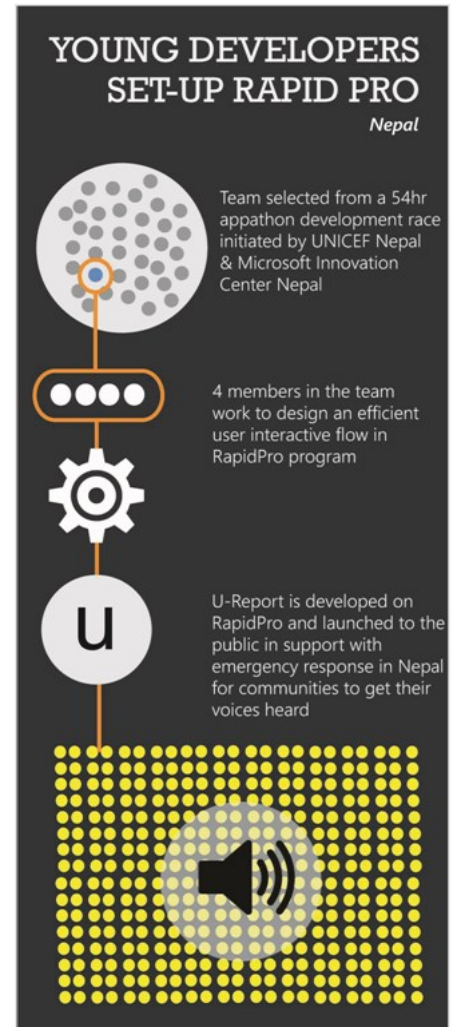 YOUNG DEVELOPERS
SET-UP RAPID PRO
Nepal
Team selected from a 54hr
appathon development race
initiated by UNICEF Nepal
& Microsoft Innovation
Center Nepal
4 members in the team
work to design an efficient
user interactive flow in
RapidPro program
u
U-Report is developed on
RapidPro and launched to the
public in support with
emergency response in Nepal
for communities to get their
voices heard